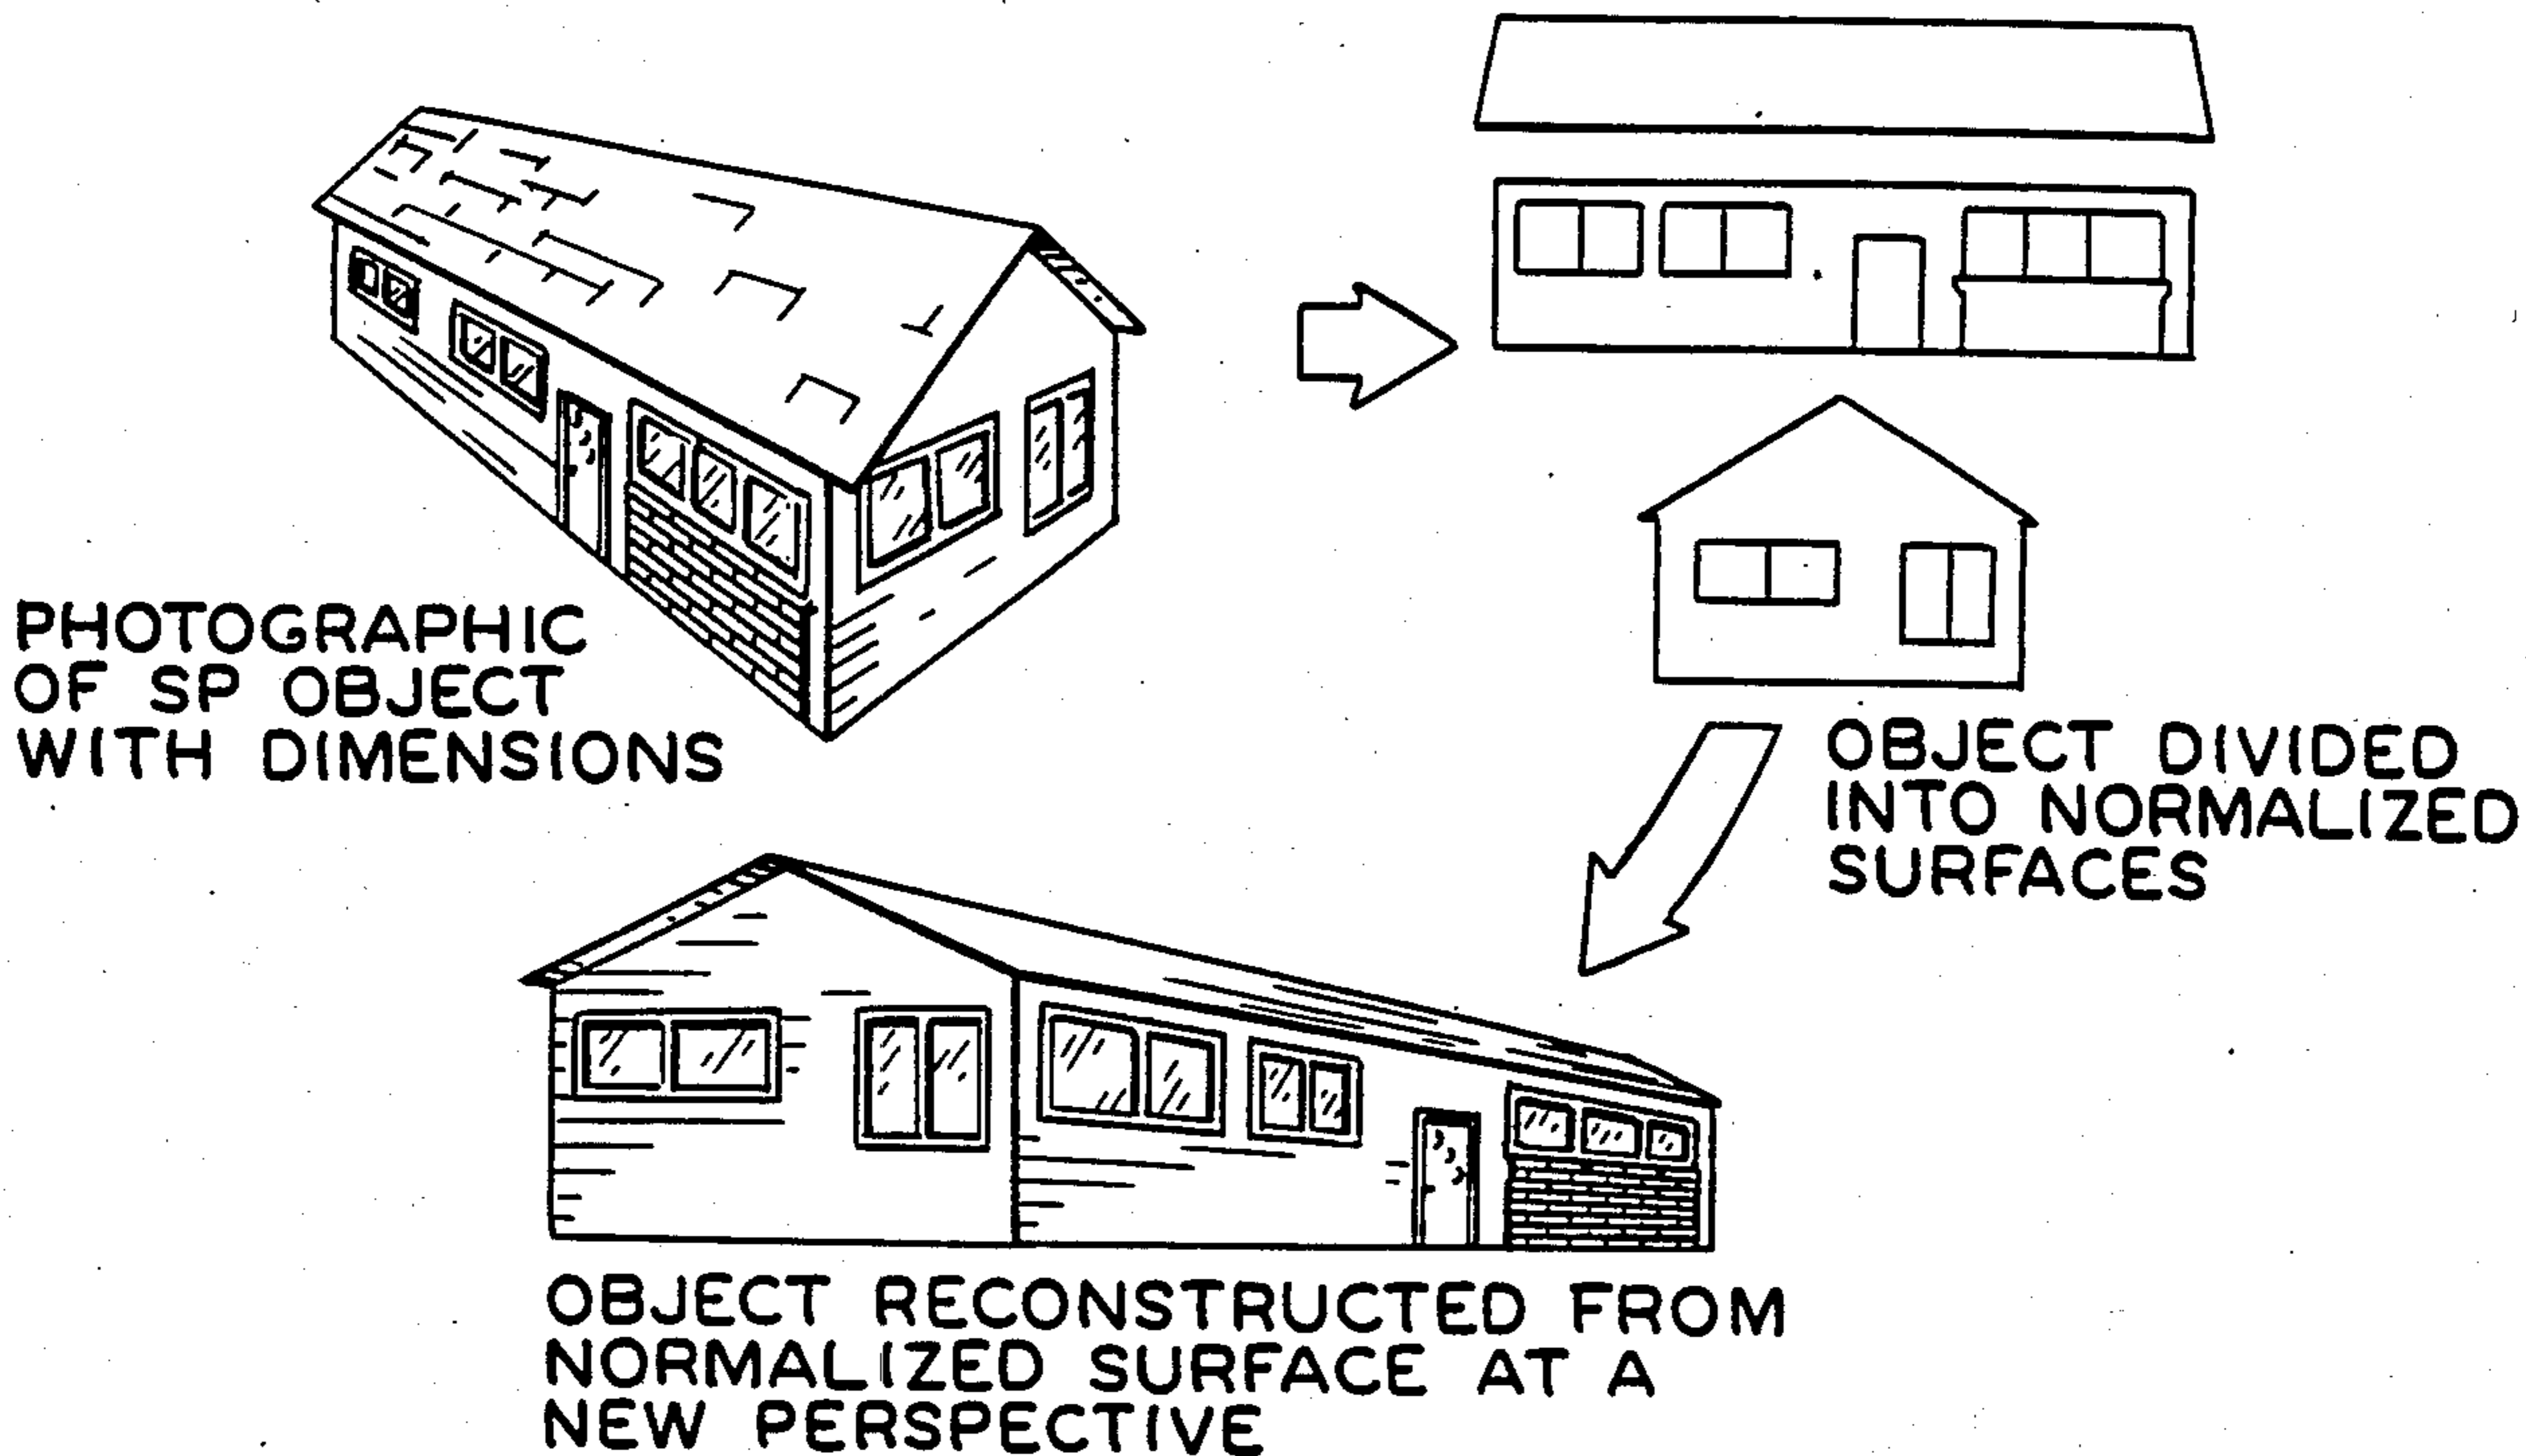 PHOTOGRAPHIC
OF SP OBJECT
WITH DIMENSIONS
OBJECT DIVIDED
INTO NORMALIZED
SURFACES
OBJECT RECONSTRUCTED FROM
NORMALIZED SURFACE AT A
NEW PERSPECTIVE